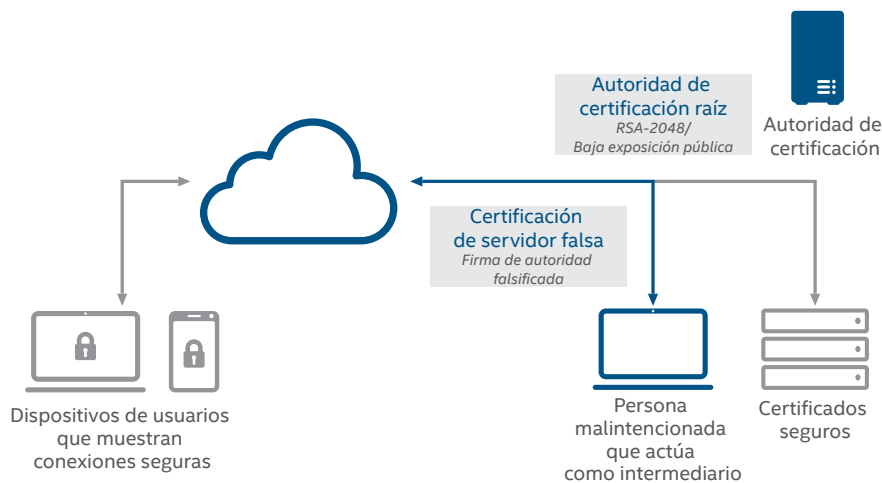 Autoridad de
certificación raíz
RSA-2048/
Baja exposición pública
Autoridad de
certificación
Certificación
de servidor falsa
Firma de autoridad
falsificada
Dispositivos de usuarios
que muestran
conexiones seguras
Persona
malintencionada
que actúa
como intermediario
Certificados
seguros